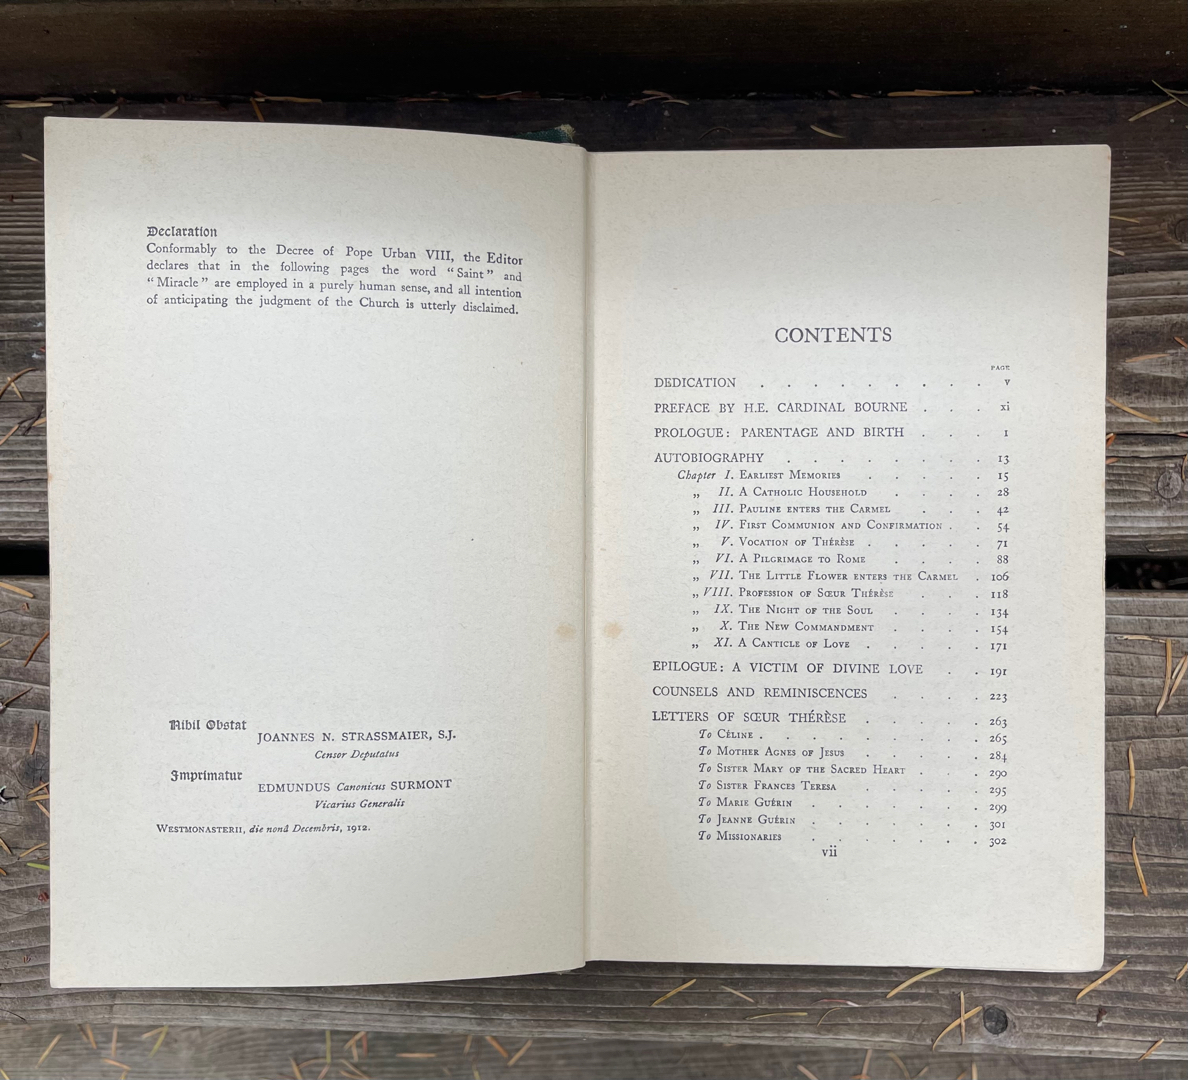 Declaration
Conformably to the Decree of Pope Urban VIII, the Editor
declares that in the following pages the word “Saint” and
“Miracle” are employed in a purely human sense, and all intention
of anticipating the judgment of the Church is utterly disclaimed.
Nihil Obstat
JOANNES N. STRASSMAIER, S.J.
Censor Deputatus
Imprimatur
EDMUNDUS Canonicus SURMONT
Vicarius Generalis
WESTMONASTERII, die nonâ Decembris, 1912.
CONTENTS
PAGE
DEDICATION . . . . . . . . . . v
PREFACE BY H.E. CARDINAL BOURNE . . . xi
PROLOGUE: PARENTAGE AND BIRTH . . . 1
AUTOBIOGRAPHY . . . . . . . . 13
Chapter I. EARLIEST MEMORIES . . . . . 15
„ II. A CATHOLIC HOUSEHOLD . . . . 28
„ III. PAULINE ENTERS THE CARMEL . . . 42
„ IV. FIRST COMMUNION AND CONFIRMATION . . 54
„ V. VOCATION OF THÉRÈSE . . . . . 71
„ VI. A PILGRIMAGE TO ROME . . . . 88
„ VII. THE LITTLE FLOWER ENTERS THE CARMEL . 106
„ VIII. PROFESSION OF SŒUR THÉRÈSE . . . 118
„ IX. THE NIGHT OF THE SOUL . . . . 134
„ X. THE NEW COMMANDMENT . . . . 154
„ XI. A CANTICLE OF LOVE . . . . . 171
EPILOGUE: A VICTIM OF DIVINE LOVE . . 191
COUNSELS AND REMINISCENCES . . . . 223
LETTERS OF SŒUR THÉRÈSE . . . . . 263
To CÉLINE . . . . . . . . . 265
To MOTHER AGNES OF JESUS . . . . . 284
To SISTER MARY OF THE SACRED HEART . . . 290
To SISTER FRANCES TERESA . . . . . 295
To MARIE GUÉRIN . . . . . . . 299
To JEANNE GUÉRIN . . . . . . . 301
To MISSIONARIES . . . . . . . 302
vii